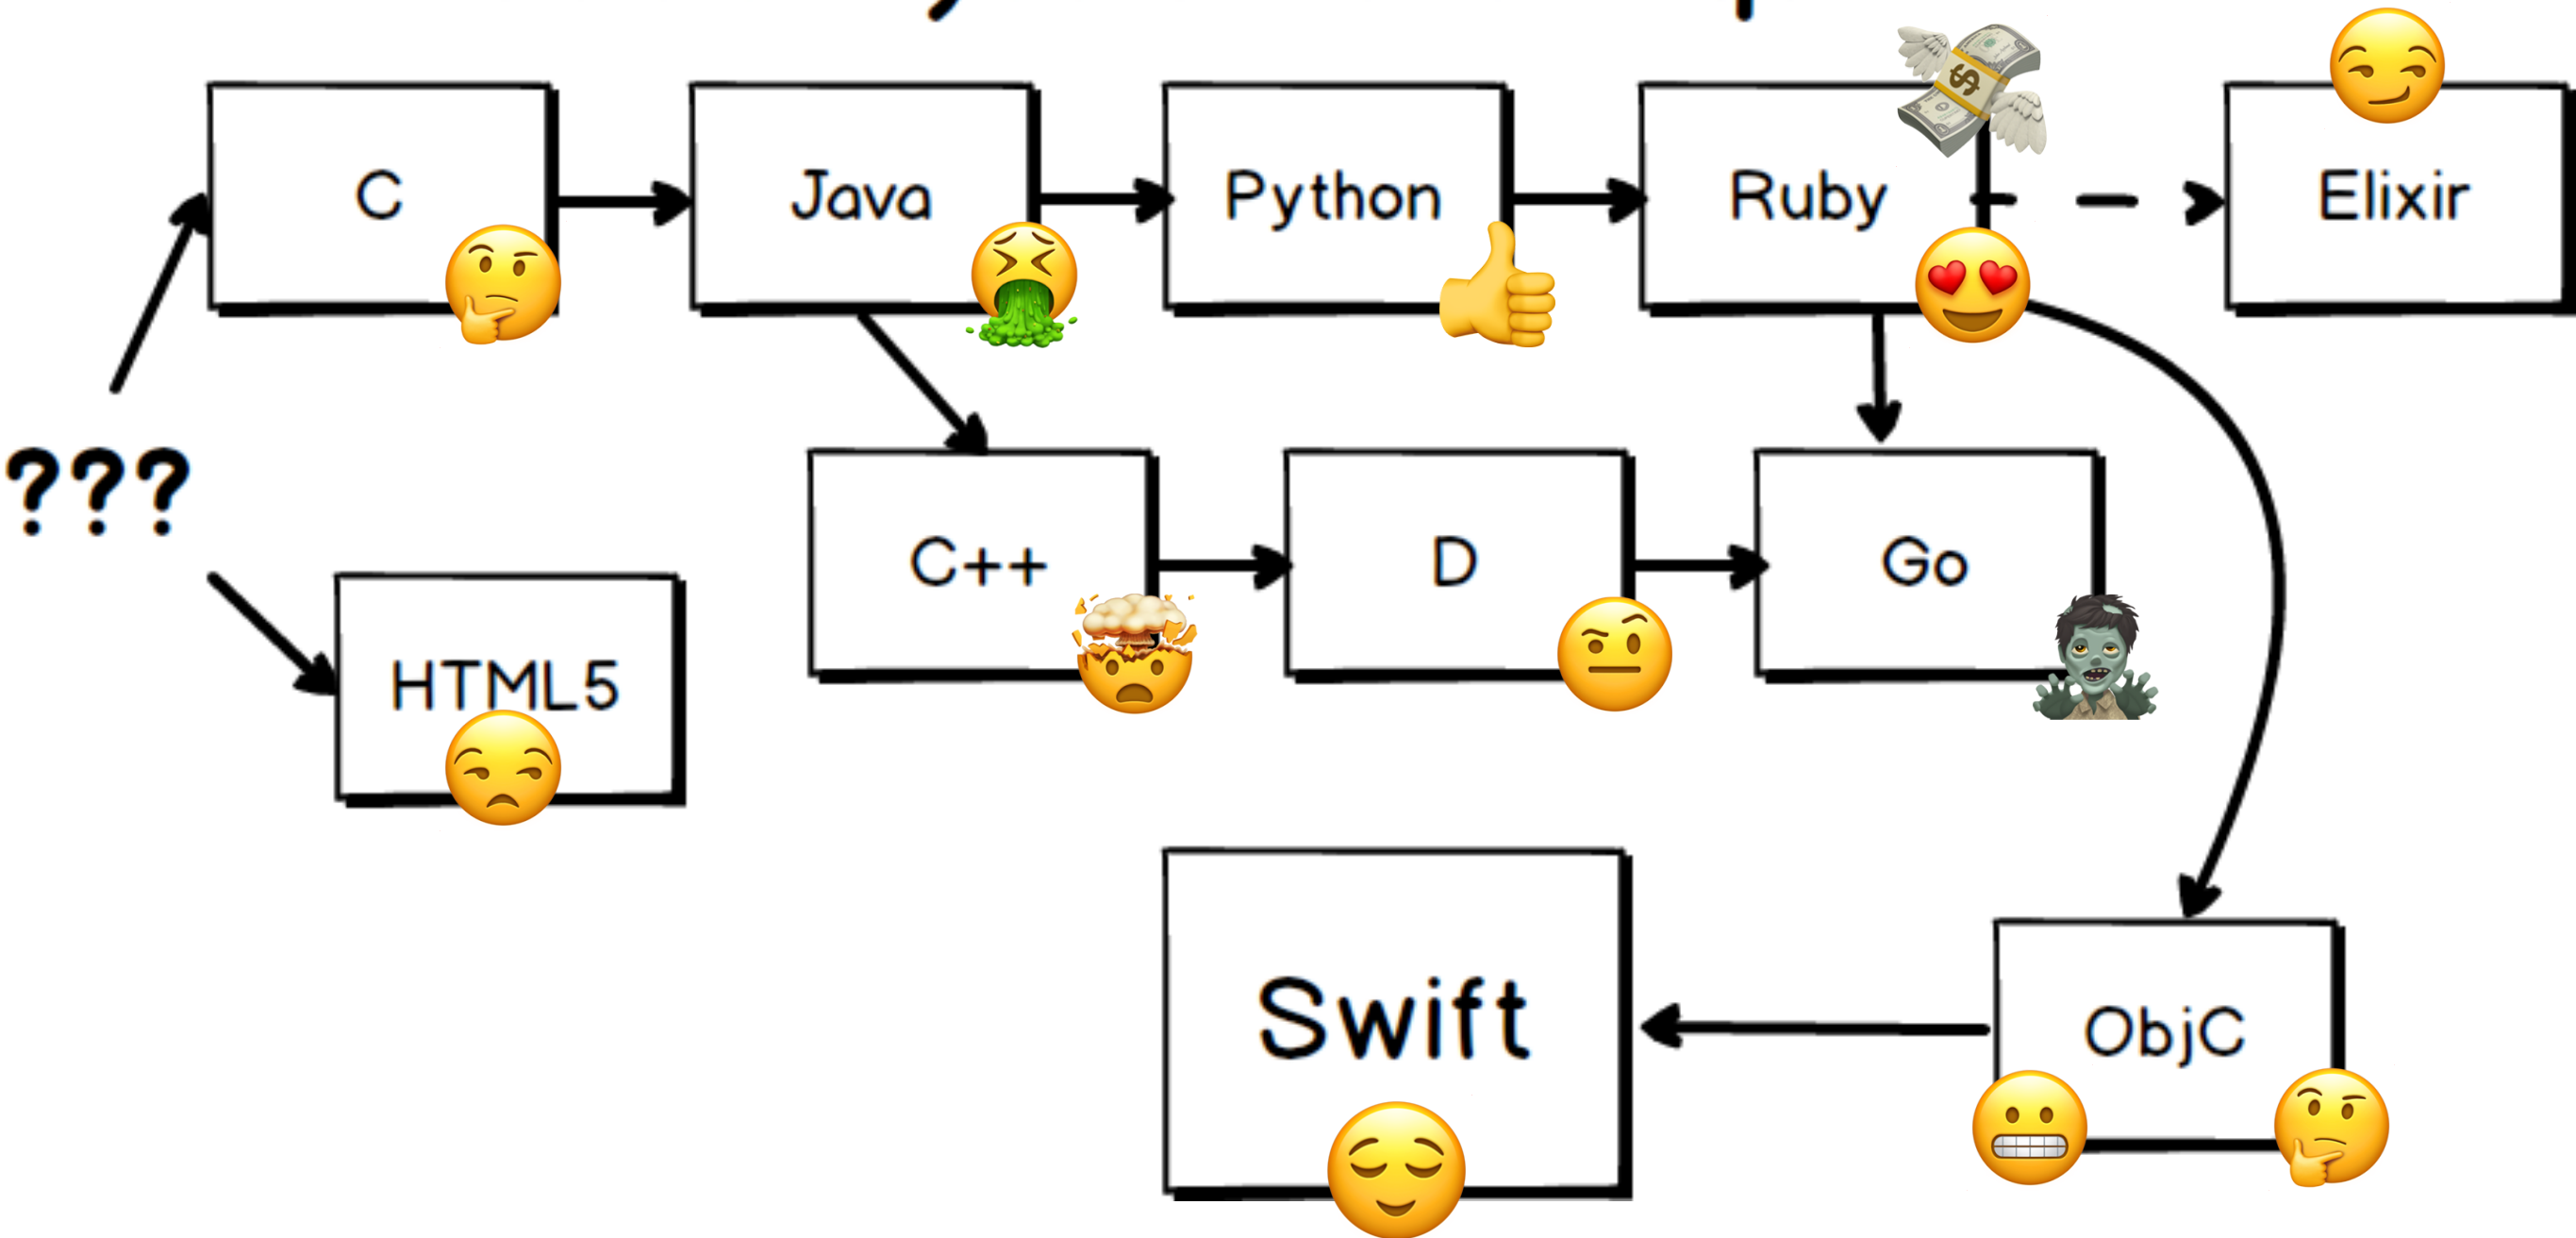 C
Java
Python
Ruby
Elixir
???
C++
D
Go
HTML5
Swift
ObjC